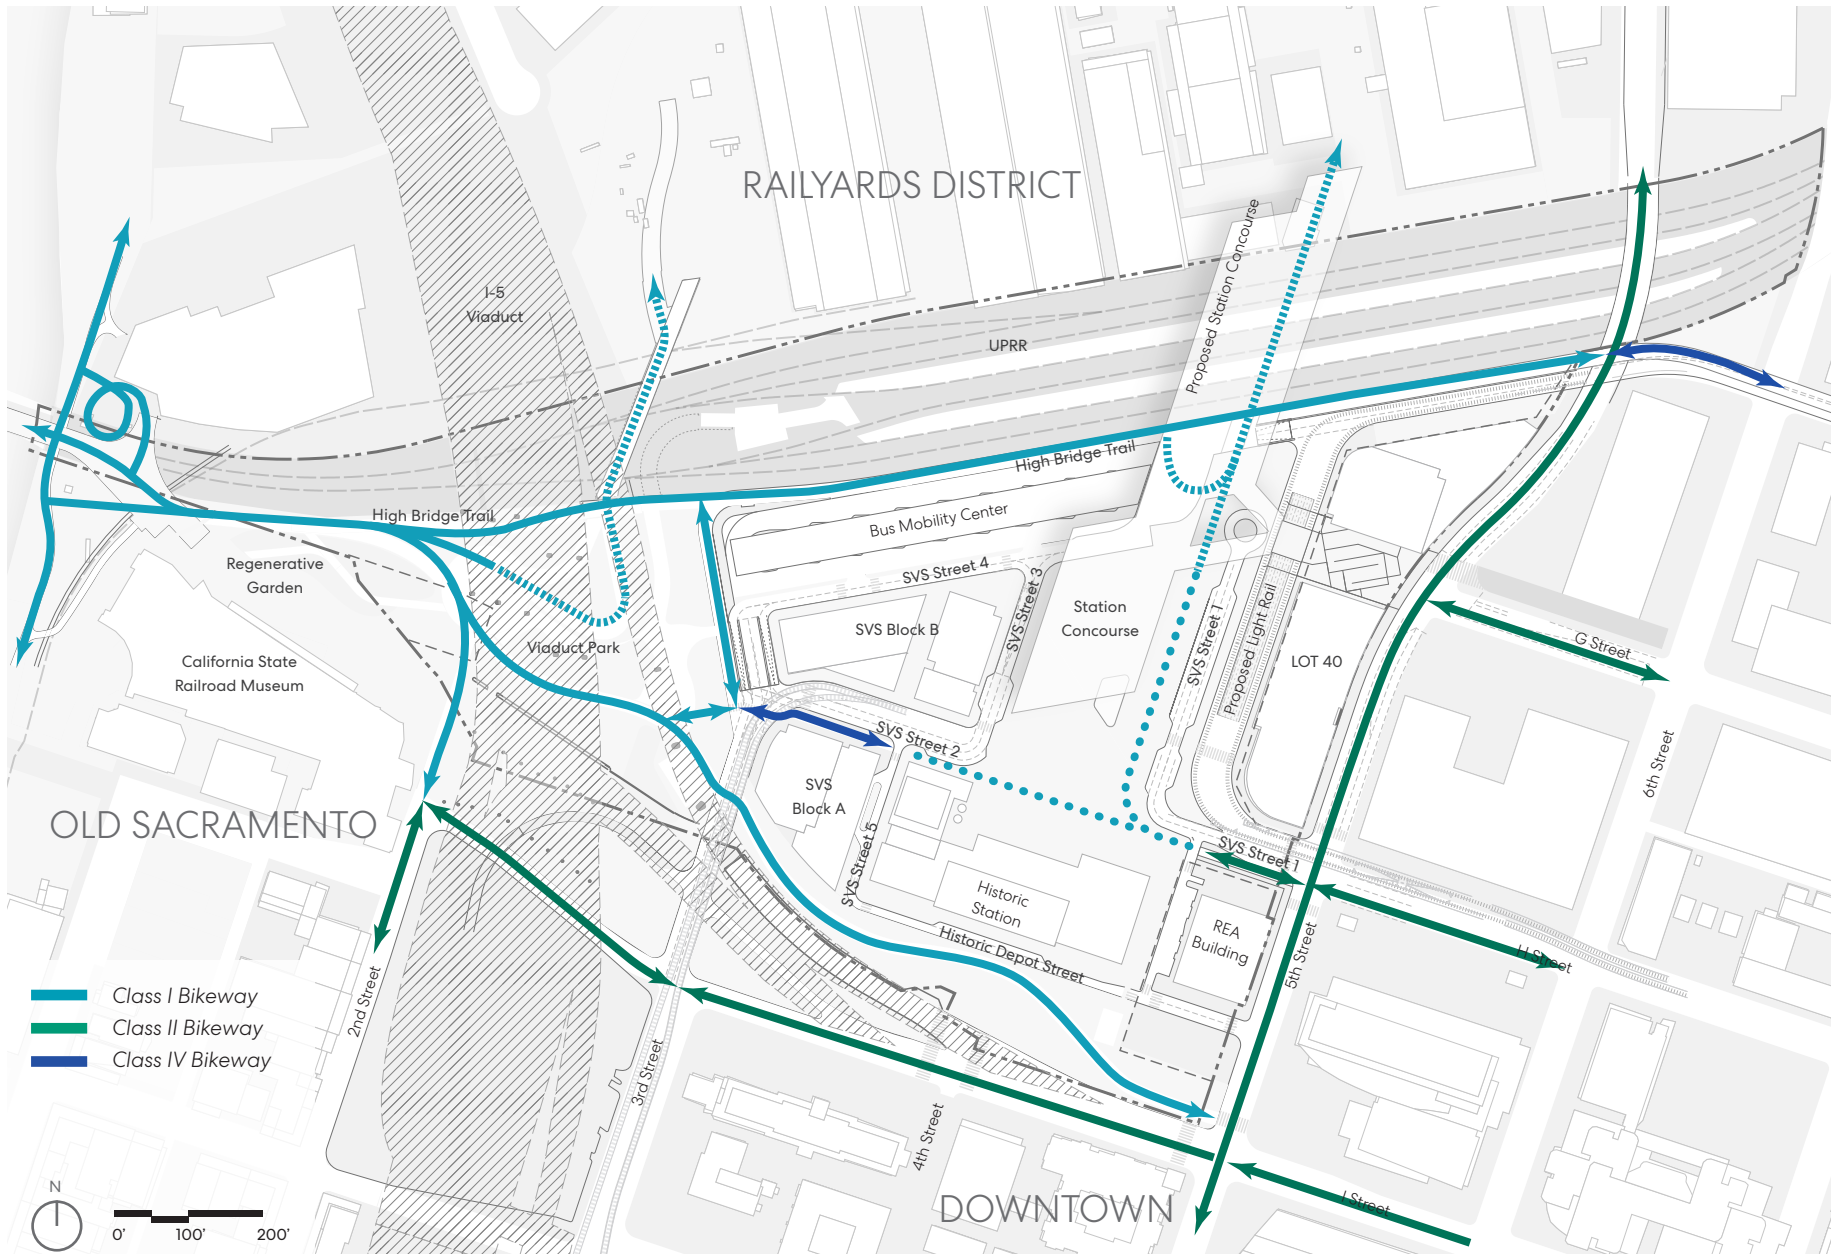 RAILYARDS DISTRICT
I-5
Viaduct
UPRR
Proposed Station Concourse
High Bridge Trail
High Bridge Trail
Bus Mobility Center
Regenerative
Garden
SVS Street 4
SVS Street 3
Station
Concourse
SVS Street 1
Proposed Light Rail
LOT 40
G Street
SVS Block B
Viaduct Park
California State
Railroad Museum
SVS Street 2
6th Street
SVS
Block A
OLD SACRAMENTO
SVS Street 5
SVS Street 1
Historic
Station
REA
Building
Historic Depot Street
5th Street
H Street
2nd Street
Class I Bikeway
Class II Bikeway
Class IV Bikeway
3rd Street
4th Street
DOWNTOWN
I Street
N
0'
100'
200'